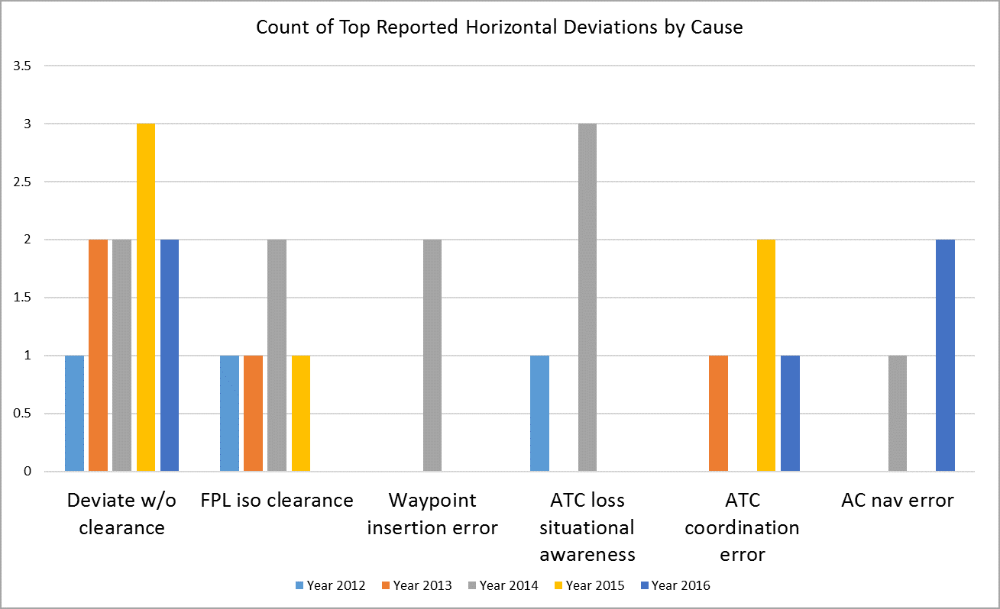 Count of Top Reported Horizontal Deviations by Cause
3.5
3
2.5
2
1.5
1
0.5
0
Deviate w/o
clearance
FPL iso clearance
Waypoint
insertion error
ATC loss
situational
awareness
ATC
coordination
error
AC nav error
Year 2012 Year 2013 Year 2014 Year 2015 Year 2016